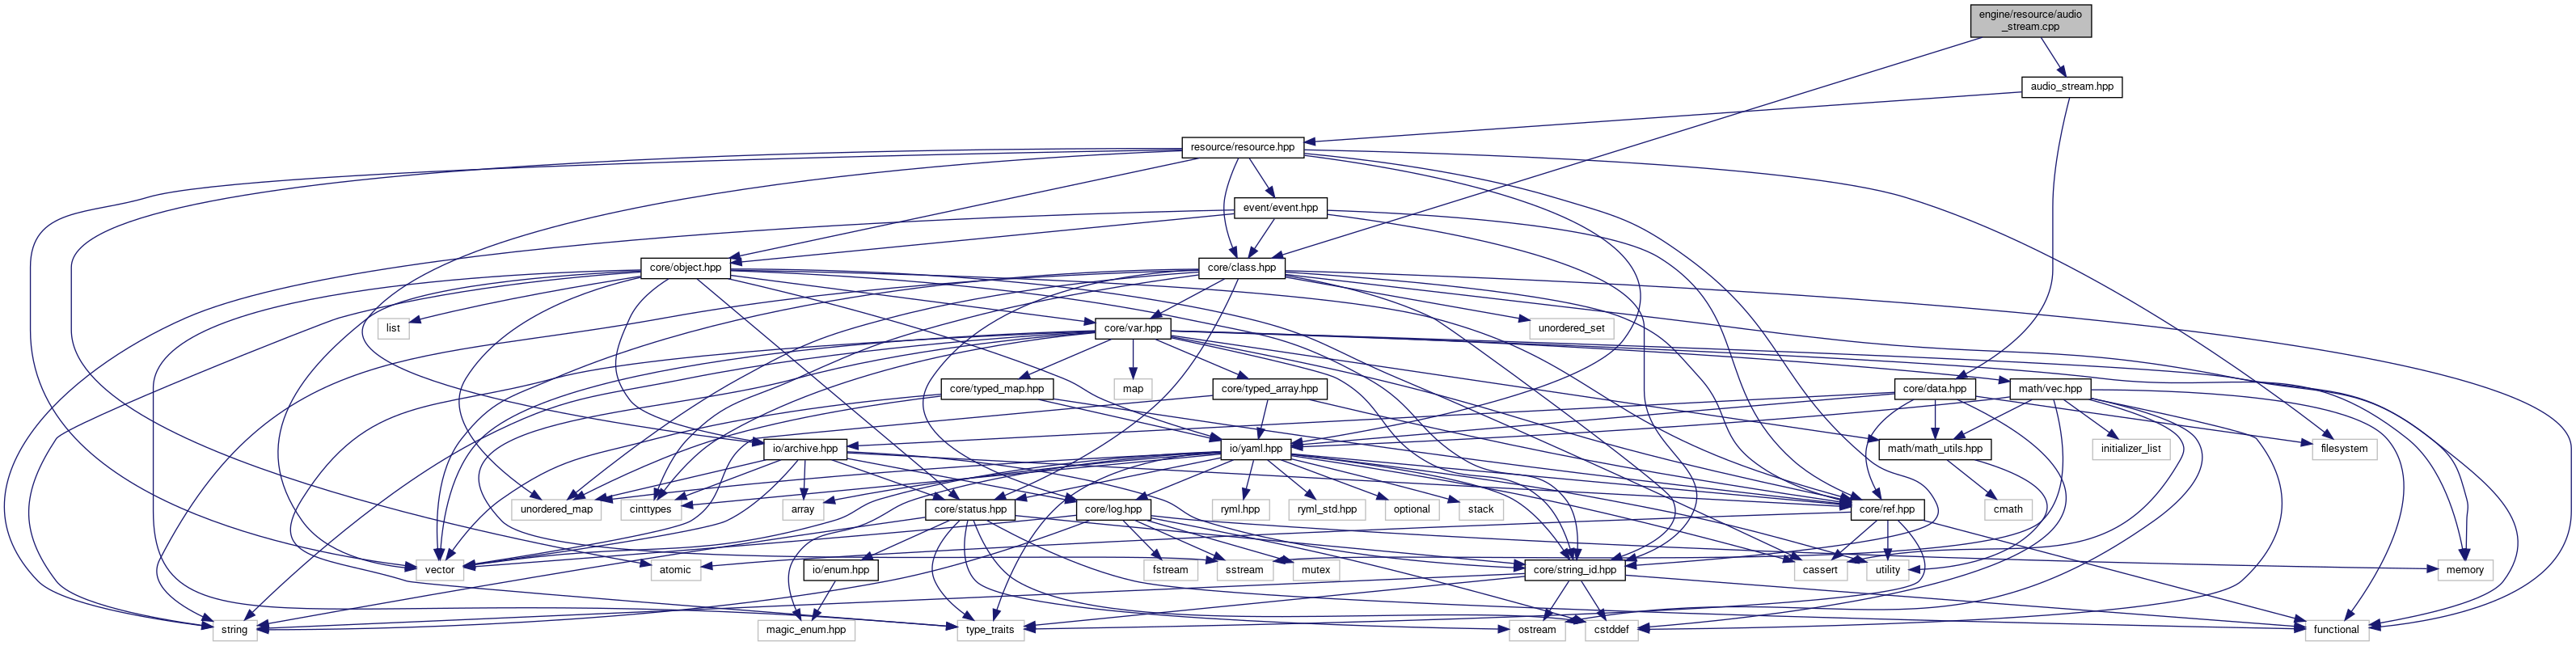 engine/resource/audio
_stream.cpp
audio_stream.hpp
resource/resource.hpp
event/event.hpp
core/object.hpp
core/class.hpp
list
core/var.hpp
unordered_set
core/typed_map.hpp
map
core/typed_array.hpp
core/data.hpp
math/vec.hpp
io/archive.hpp
io/yaml.hpp
math/math_utils.hpp
initializer_list
filesystem
unordered_map
cinttypes
array
core/status.hpp
core/log.hpp
ryml.hpp
ryml_std.hpp
optional
stack
core/ref.hpp
cmath
vector
atomic
io/enum.hpp
fstream
sstream
mutex
core/string_id.hpp
cassert
utility
memory
string
magic_enum.hpp
type_traits
ostream
cstddef
functional